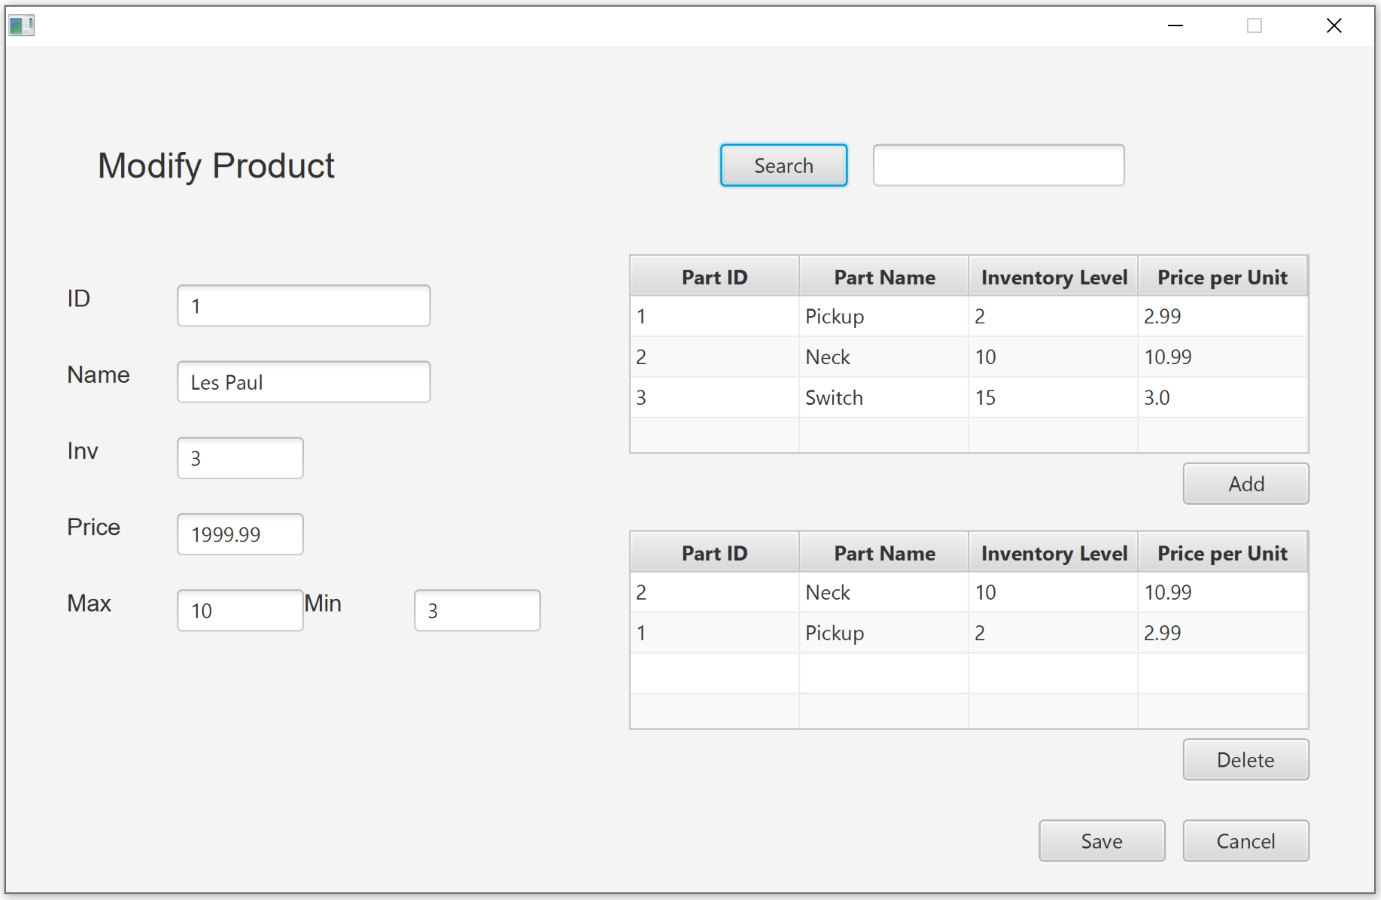 Modify Product
Search
ID 1
Name Les Paul
Inv 3
Price 1999.99
Max 10 Min 3
Part ID Part Name Inventory Level Price per Unit
1 Pickup 2 2.99
2 Neck 10 10.99
3 Switch 15 3.0
Add
Part ID Part Name Inventory Level Price per Unit
2 Neck 10 10.99
1 Pickup 2 2.99
Delete
Save Cancel